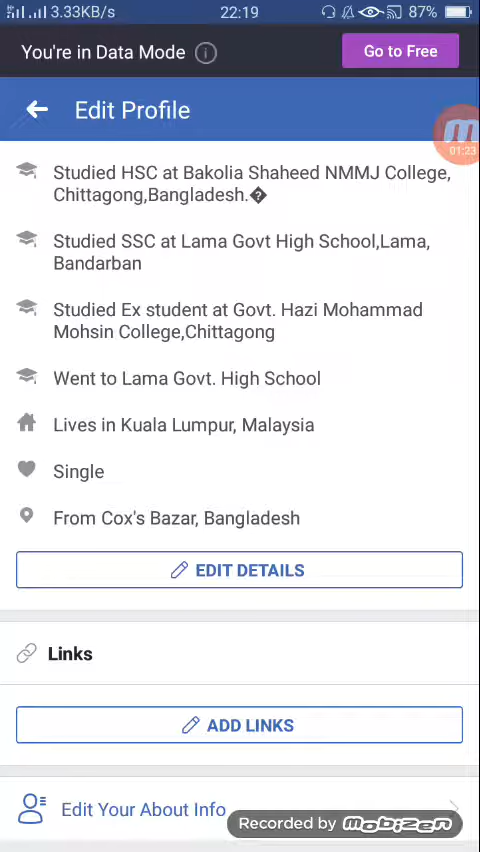 3.33KB/s 22:19 87%
You're in Data Mode Go to Free
Edit Profile
01:23
Studied HSC at Bakolia Shaheed NMMJ College,
Chittagong,Bangladesh.�
Studied SSC at Lama Govt High School,Lama,
Bandarban
Studied Ex student at Govt. Hazi Mohammad
Mohsin College,Chittagong
Went to Lama Govt. High School
Lives in Kuala Lumpur, Malaysia
Single
From Cox's Bazar, Bangladesh
EDIT DETAILS
Links
ADD LINKS
Edit Your About Info
Recorded by mobizen